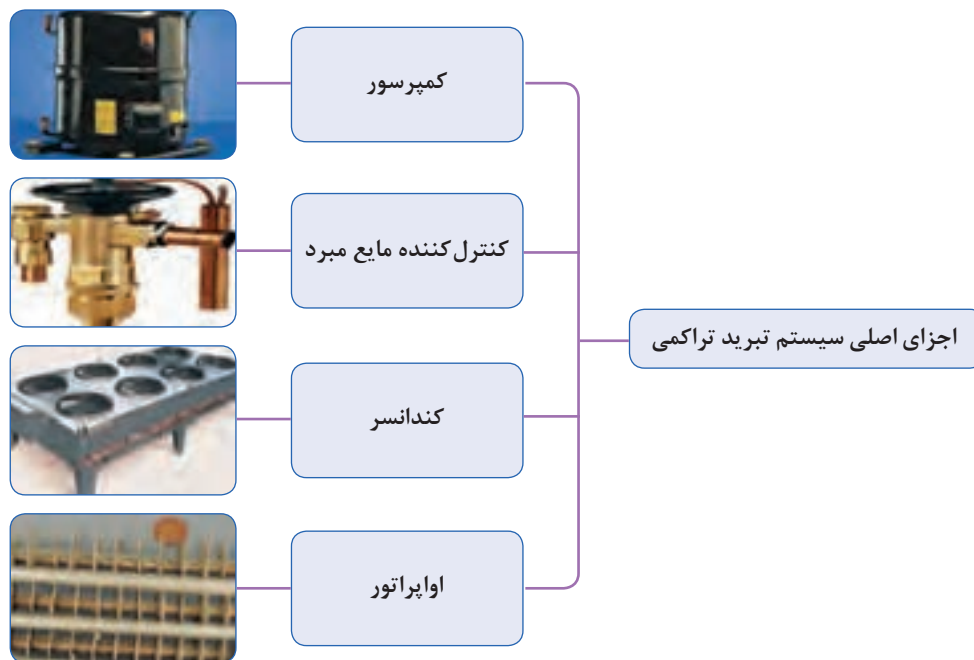 اجزای اصلی سیستم تبرید تراکمی
کمپرسور
کنترل‌کننده مایع مبرد
کندانسر
اواپراتور